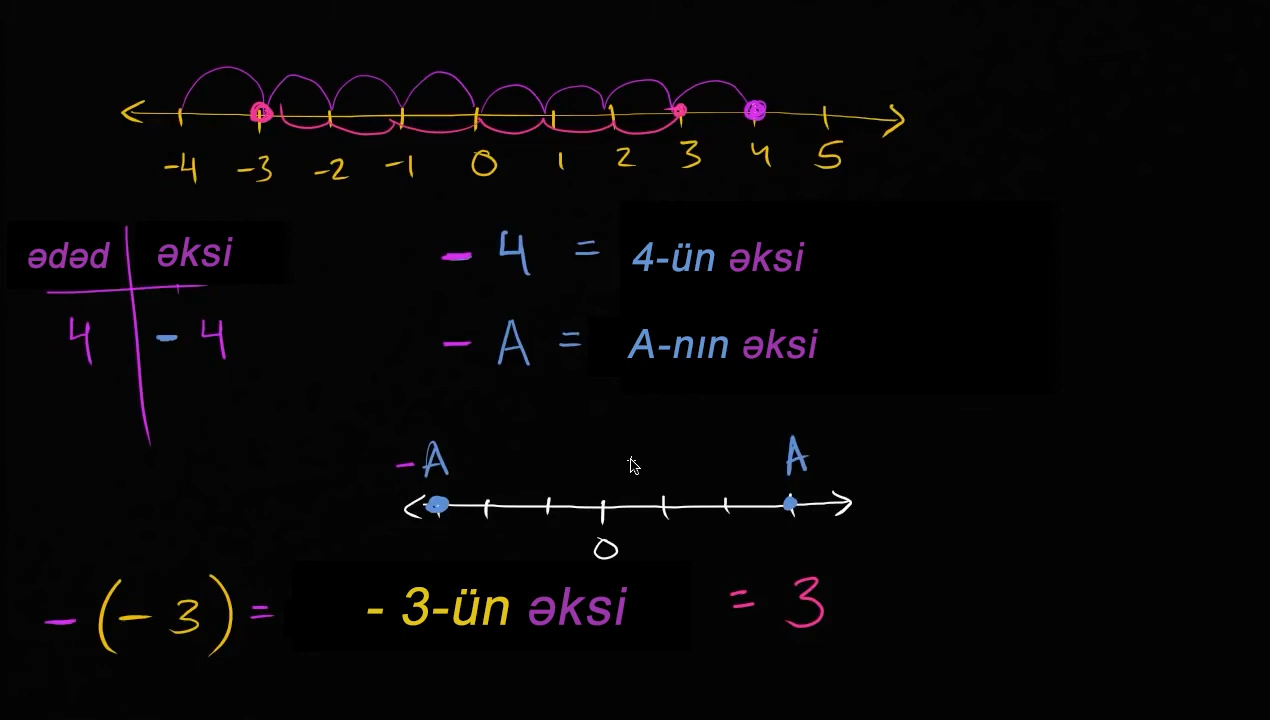 -4 -3 -2 -1 0 1 2 3 4 5
ədəd əksi
4 - 4
- 4 = 4-ün əksi
- A = A-nın əksi
-A A
0
- (- 3) = - 3-ün əksi = 3